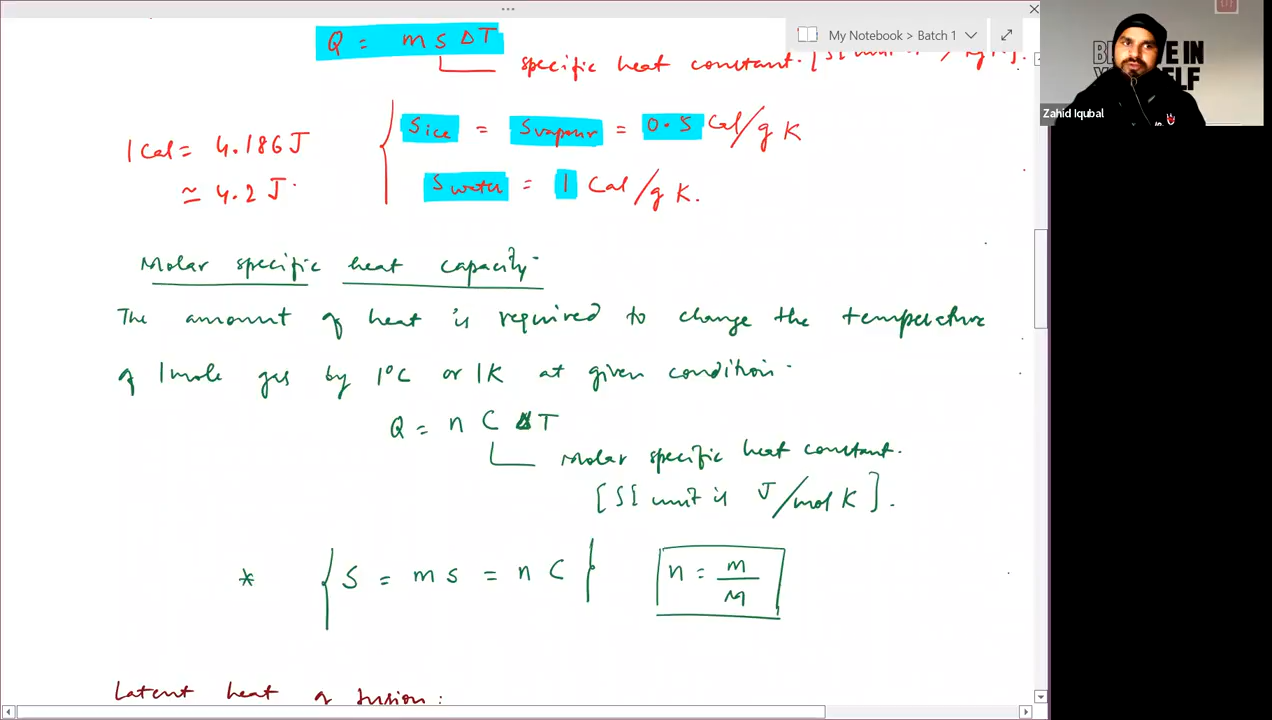 Q = m s ΔT
My Notebook > Batch 1
specific heat constant.
BE IN
Zahid Iqubal
1 Cal = 4.186 J
≃ 4.2 J
S ice = S vapour = 0.5 Cal/g K
S water = 1 Cal/g K.
Molar specific heat capacity-
The amount of heat is required to change the temperature
of 1 mole gas by 1°C or 1K at given condition.
Q = n C ΔT
Molar specific heat constant.
[SI unit is J/mol K].
* { S = m s = n C } n = m/M
Latent heat of fusion: